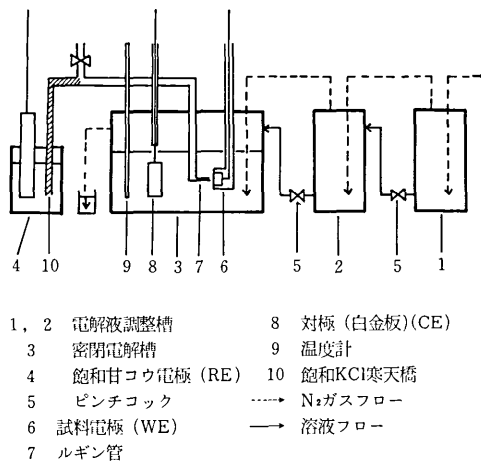 4 10 9 8 3 7 6 5 2 5 1
1, 2 電解液調整槽
3 密閉電解槽
4 飽和甘コウ電極 (RE)
5 ピンチコック
6 試料電極 (WE)
7 ルギン管
8 対極 (白金板)(CE)
9 温度計
10 飽和KCl寒天橋
N₂ガスフロー
溶液フロー